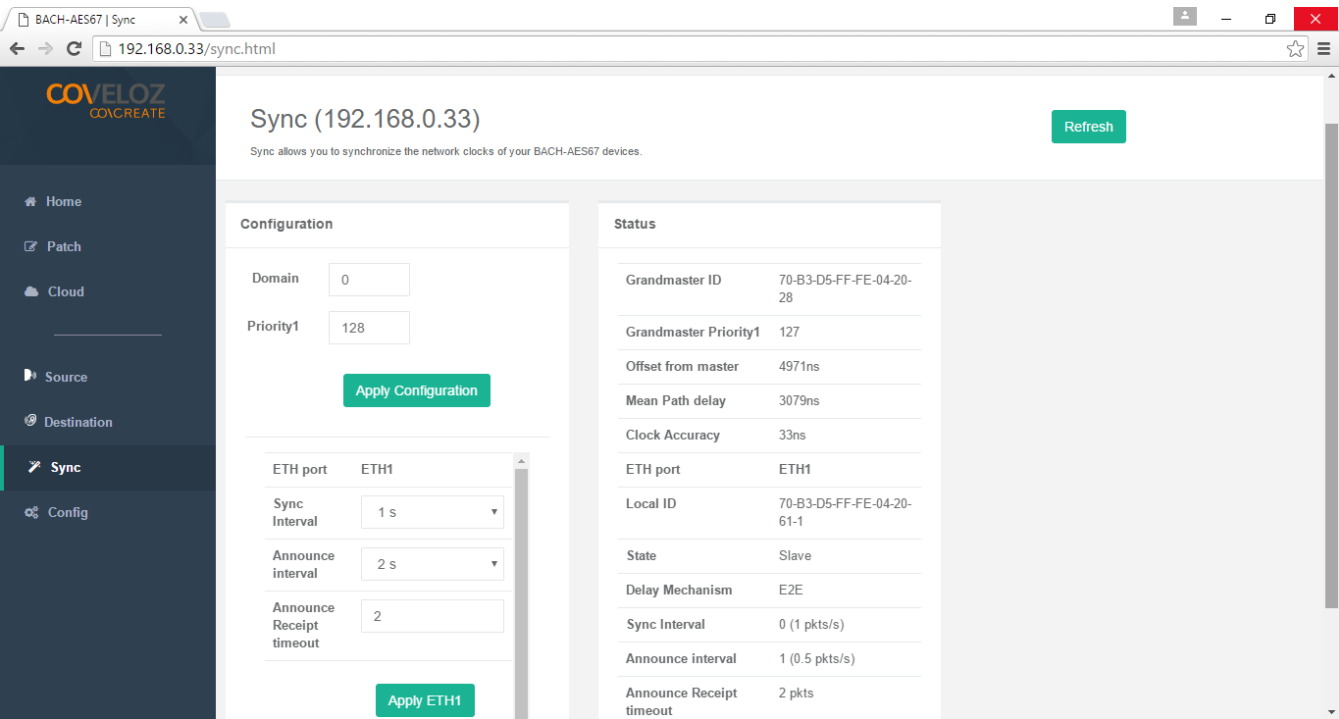 BACH-AES67 | Sync
192.168.0.33/sync.html
COVELOZ
CO\CREATE
Home
Patch
Cloud
Source
Destination
Sync
Config
Sync (192.168.0.33)
Sync allows you to synchronize the network clocks of your BACH-AES67 devices.
Refresh
Configuration
Domain 0
Priority1 128
Apply Configuration
ETH port ETH1
Sync
Interval
1 s
Announce
interval
2 s
Announce
Receipt
timeout
2
Apply ETH1
Status
Grandmaster ID 70-B3-D5-FF-FE-04-20-
28
Grandmaster Priority1 127
Offset from master 4971ns
Mean Path delay 3079ns
Clock Accuracy 33ns
ETH port ETH1
Local ID 70-B3-D5-FF-FE-04-20-
61-1
State Slave
Delay Mechanism E2E
Sync Interval 0 (1 pkts/s)
Announce interval 1 (0.5 pkts/s)
Announce Receipt 2 pkts
timeout